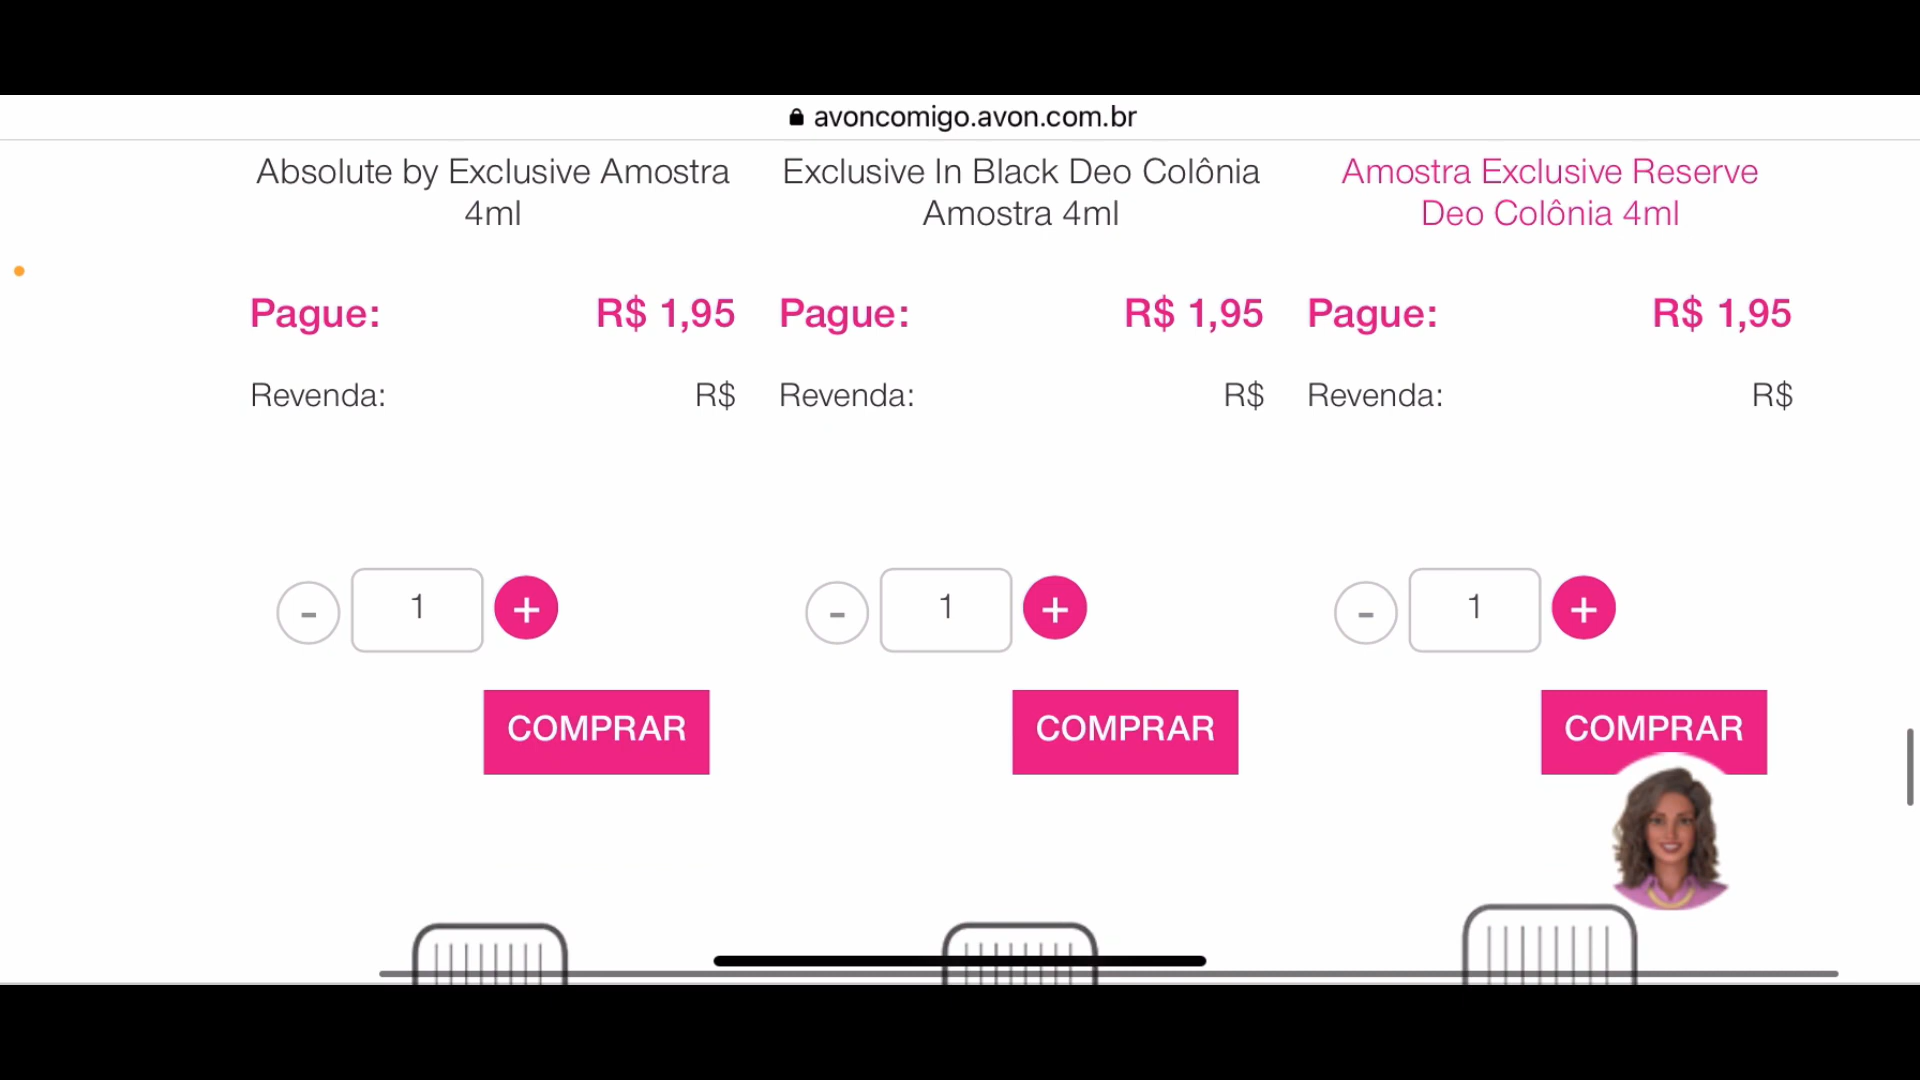 avoncomigo.avon.com.br
Absolute by Exclusive Amostra
4ml
Exclusive In Black Deo Colônia
Amostra 4ml
Amostra Exclusive Reserve
Deo Colônia 4ml
Pague: R$ 1,95
Pague: R$ 1,95
Pague: R$ 1,95
Revenda: R$
Revenda: R$
Revenda: R$
- 1 +
- 1 +
- 1 +
COMPRAR
COMPRAR
COMPRAR